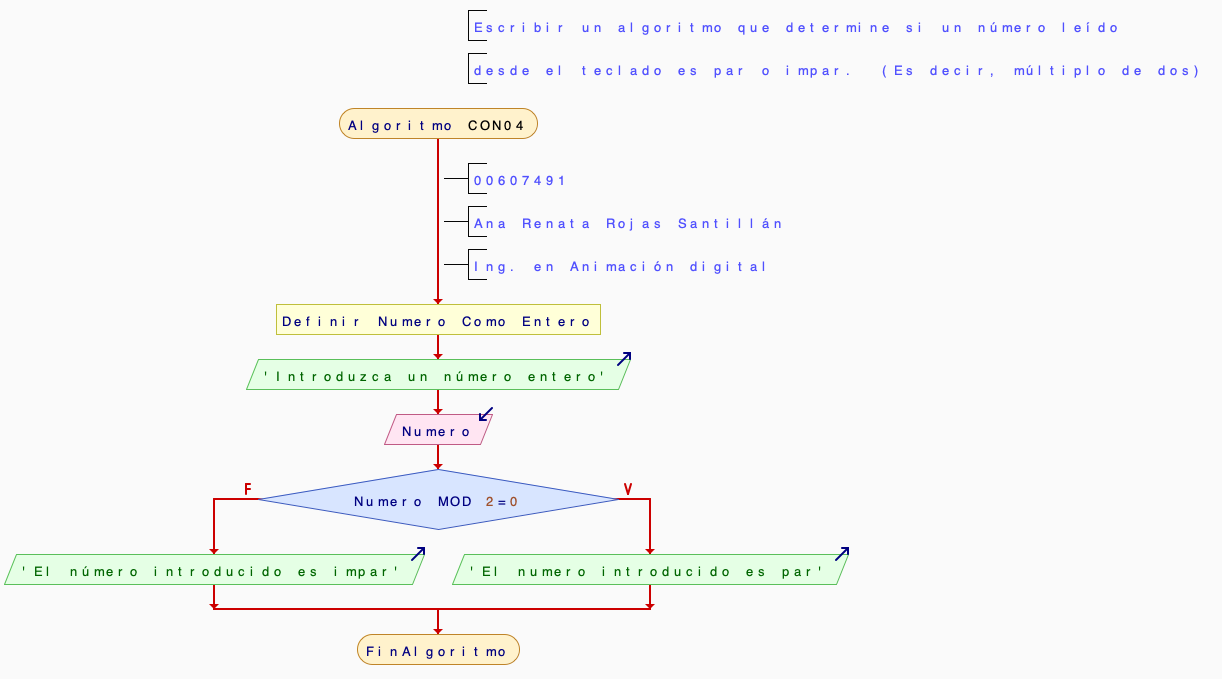 Escribir un algoritmo que determine si un número leído
desde el teclado es par o impar. (Es decir, múltiplo de dos)
Algoritmo CON04
00607491
Ana Renata Rojas Santillán
Ing. en Animación digital
Definir Numero Como Entero
'Introduzca un número entero'
Numero
F
V
Numero MOD 2=0
'El número introducido es impar'
'El numero introducido es par'
FinAlgoritmo